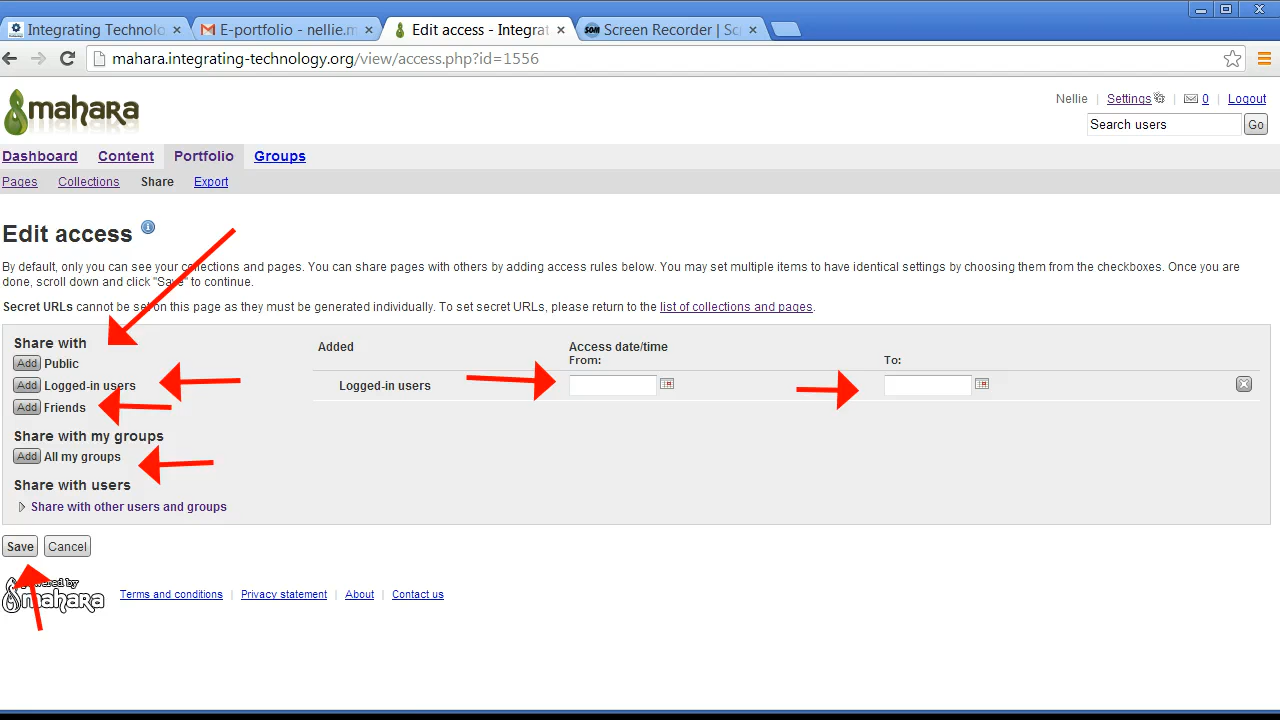 Integrating Technolo
E-portfolio - nellie.m
Edit access - Integrat
Screen Recorder | Sc
mahara.integrating-technology.org/view/access.php?id=1556
mahara
Nellie | Settings | 0 | Logout
Search users Go
Dashboard Content Portfolio Groups
Pages Collections Share Export
Edit access
By default, only you can see your collections and pages. You can share pages with others by adding access rules below. You may set multiple items to have identical settings by choosing them from the checkboxes. Once you are
done, scroll down and click "Save" to continue.
Secret URLs cannot be set on this page as they must be generated individually. To set secret URLs, please return to the list of collections and pages.
Share with
Add Public
Add Logged-in users
Add Friends
Share with my groups
Add All my groups
Share with users
Share with other users and groups
Added
Access date/time
From: To:
Logged-in users
Save Cancel
powered by
mahara
Terms and conditions | Privacy statement | About | Contact us